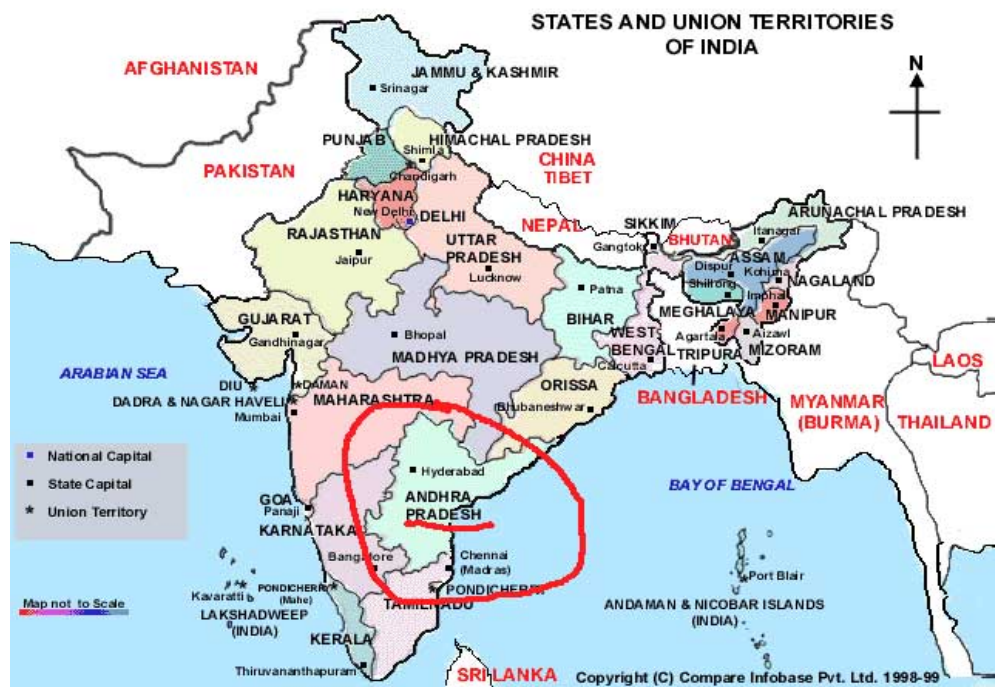 STATES AND UNION TERRITORIES
OF INDIA
N
AFGHANISTAN
JAMMU & KASHMIR
Srinagar
PUNJAB
HIMACHAL PRADESH
Shimla
CHINA
TIBET
PAKISTAN
Chandigarh
HARYANA
New Delhi
DELHI
NEPAL
SIKKIM
Gangtok
BHUTAN
ARUNACHAL PRADESH
Itanagar
RAJASTHAN
Jaipur
UTTAR
PRADESH
Lucknow
ASSAM
Dispur
Kohima
NAGALAND
Shillong
Imphal
Patna
BIHAR
MEGHALAYA
MANIPUR
GUJARAT
Gandhinagar
Bhopal
MADHYA PRADESH
WEST
BENGAL
Calcutta
Agartala
TRIPURA
Aizawl
MIZORAM
LAOS
ARABIAN SEA
DIU
DAMAN
DADRA & NAGAR HAVELI
Mumbai
MAHARASHTRA
ORISSA
Bhubaneshwar
BANGLADESH
MYANMAR
(BURMA)
THAILAND
National Capital
State Capital
Union Territory
Hyderabad
ANDHRA
PRADESH
BAY OF BENGAL
GOA
Panaji
KARNATAKA
Bangalore
Chennai
(Madras)
PONDICHERRY
(Mahe)
PONDICHERRY
Port Blair
Kavaratti
LAKSHADWEEP
(INDIA)
TAMILNADU
ANDAMAN & NICOBAR ISLANDS
(INDIA)
Map not to Scale
KERALA
Thiruvananthapuram
SRI LANKA
Copyright (C) Compare Infobase Pvt. Ltd. 1998-99